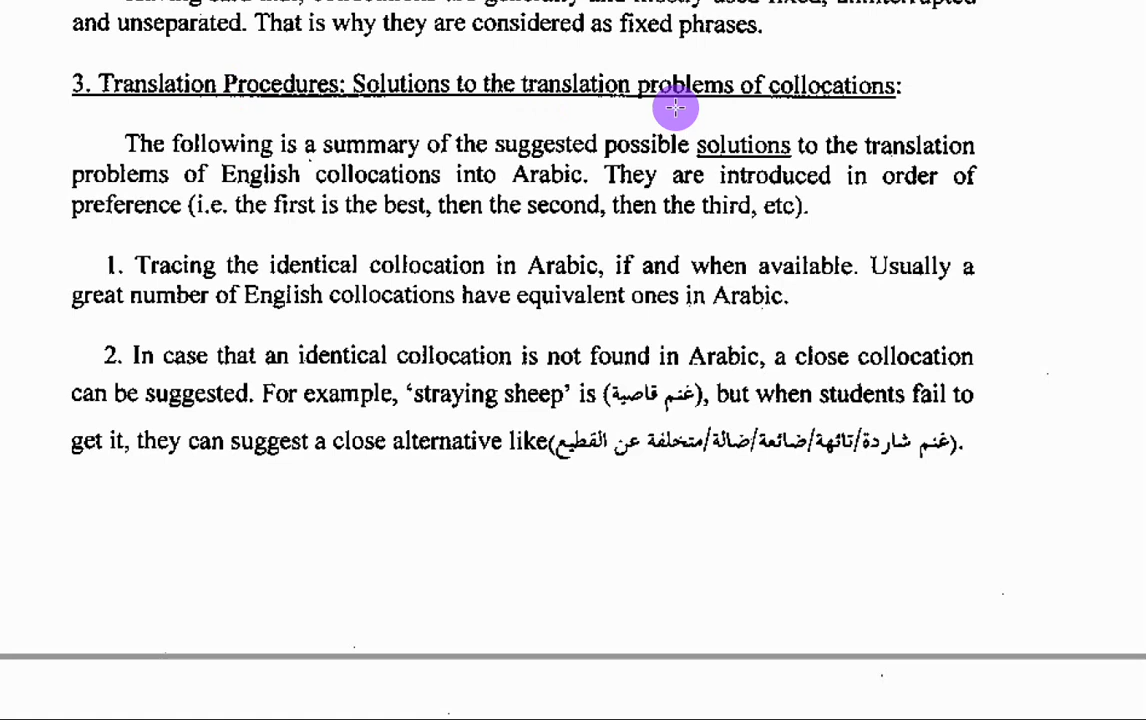 and unseparated. That is why they are considered as fixed phrases.
3. Translation Procedures: Solutions to the translation problems of collocations:
The following is a summary of the suggested possible solutions to the translation
problems of English collocations into Arabic. They are introduced in order of
preference (i.e. the first is the best, then the second, then the third, etc).
1. Tracing the identical collocation in Arabic, if and when available. Usually a
great number of English collocations have equivalent ones in Arabic.
2. In case that an identical collocation is not found in Arabic, a close collocation
can be suggested. For example, ‘straying sheep’ is (غنم قاصية), but when students fail to
get it, they can suggest a close alternative like(غنم شاردة/تائهة/ضائعة/ضالة/متخلفة عن القطيع).